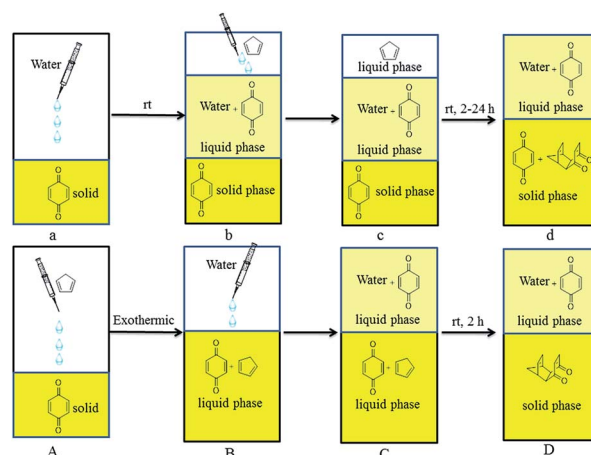 Water
rt
Water +
liquid phase
solid phase
liquid phase
Water +
liquid phase
solid phase
rt, 2-24 h
Water +
liquid phase
+
solid phase
solid
a
b
c
d
Exothermic
Water
+
liquid phase
Water +
liquid phase
+
liquid phase
rt, 2 h
Water +
liquid phase
solid phase
solid
A
B
C
D